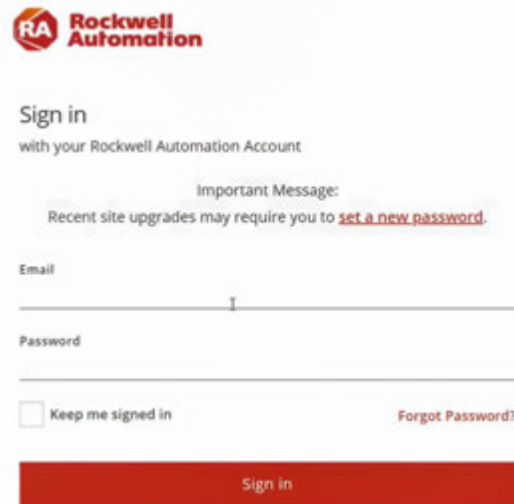 RA Rockwell
Automation
Sign in
with your Rockwell Automation Account
Important Message:
Recent site upgrades may require you to set a new password.
Email
Password
Keep me signed in Forgot Password?
Sign in